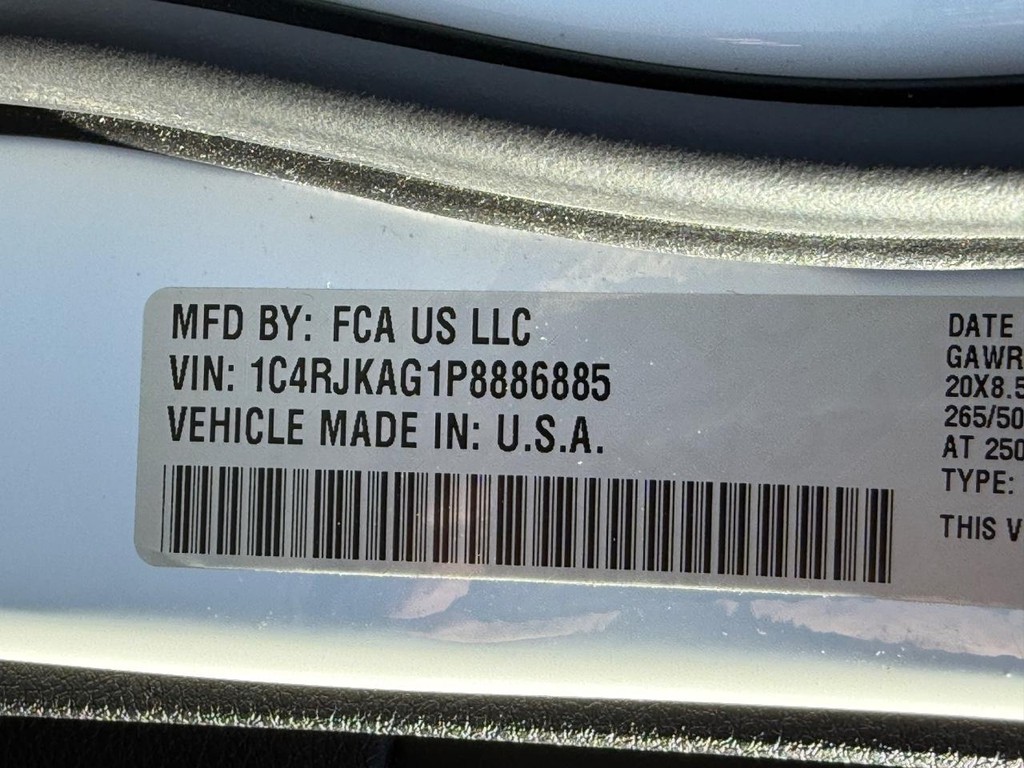 MFD BY: FCA US LLC
VIN: 1C4RJKAG1P8886885
VEHICLE MADE IN: U.S.A.
DATE
GAWR
20X8.5
265/50
AT 250
TYPE:
THIS V